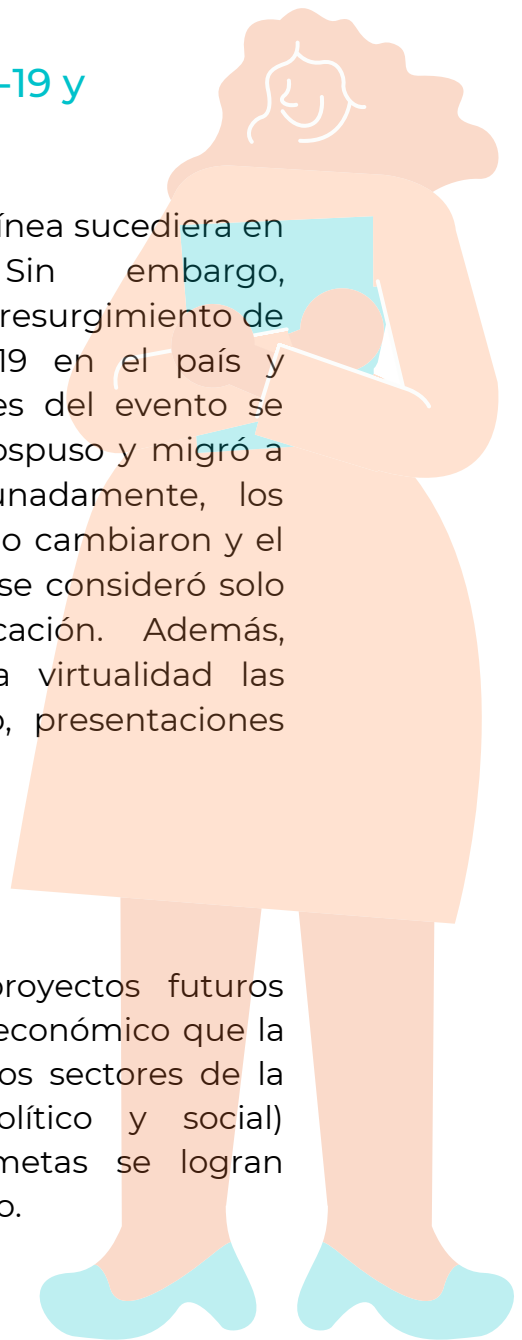 -19 y
ínea sucediera en
Sin embargo,
resurgimiento de
19 en el país y
es del evento se
ospuso y migró a
unadamente, los
o cambiaron y el
se consideró solo
cación. Además,
a virtualidad las
o, presentaciones
proyectos futuros
económico que la
os sectores de la
olítico y social)
metas se logran
o.